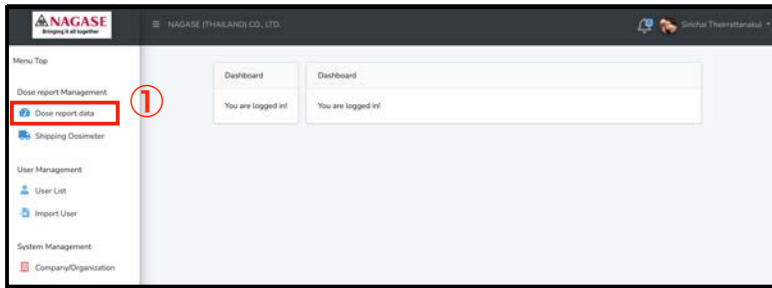 NAGASE
Bringing it all together
NAGASE (THAILAND) CO., LTD.
Sirichai Theirrattanakul
Menu Top
Dose report Management
Dose report data
①
Shipping Dosimeter
User Management
User List
Import User
System Management
Company/Organization
Dashboard
You are logged in!
Dashboard
You are logged in!